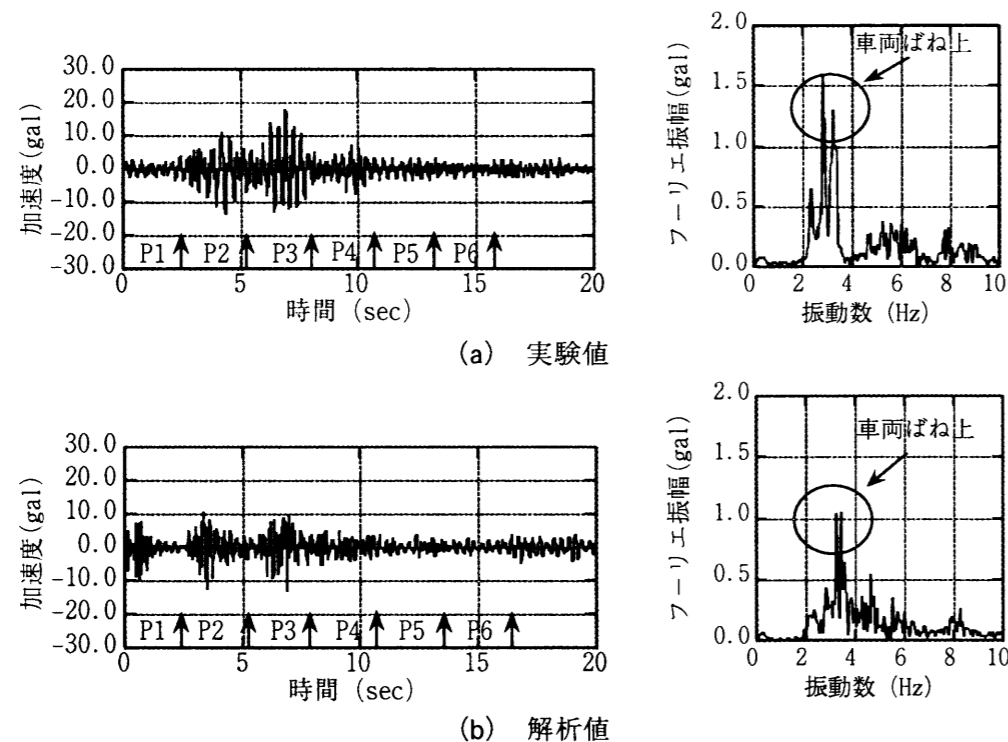 加速度(gal)
30.0
20.0
10.0
0.0
-10.0
-20.0
-30.0
P1 P2 P3 P4 P5 P6
0 5 10 15 20
時間 (sec)
フーリエ振幅(gal)
2.0
1.5
1.0
0.5
0.0
車両ばね上
0 2 4 6 8 10
振動数 (Hz)
(a) 実験値
加速度(gal)
30.0
20.0
10.0
0.0
-10.0
-20.0
-30.0
P1 P2 P3 P4 P5 P6
0 5 10 15 20
時間 (sec)
フーリエ振幅(gal)
2.0
1.5
1.0
0.5
0.0
車両ばね上
0 2 4 6 8 10
振動数 (Hz)
(b) 解析値